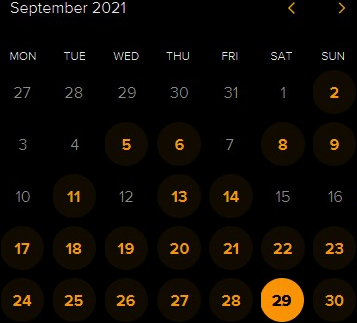 September 2021
MON TUE WED THU FRI SAT SUN
27 28 29 30 31 1 2
3 4 5 6 7 8 9
10 11 12 13 14 15 16
17 18 19 20 21 22 23
24 25 26 27 28 29 30